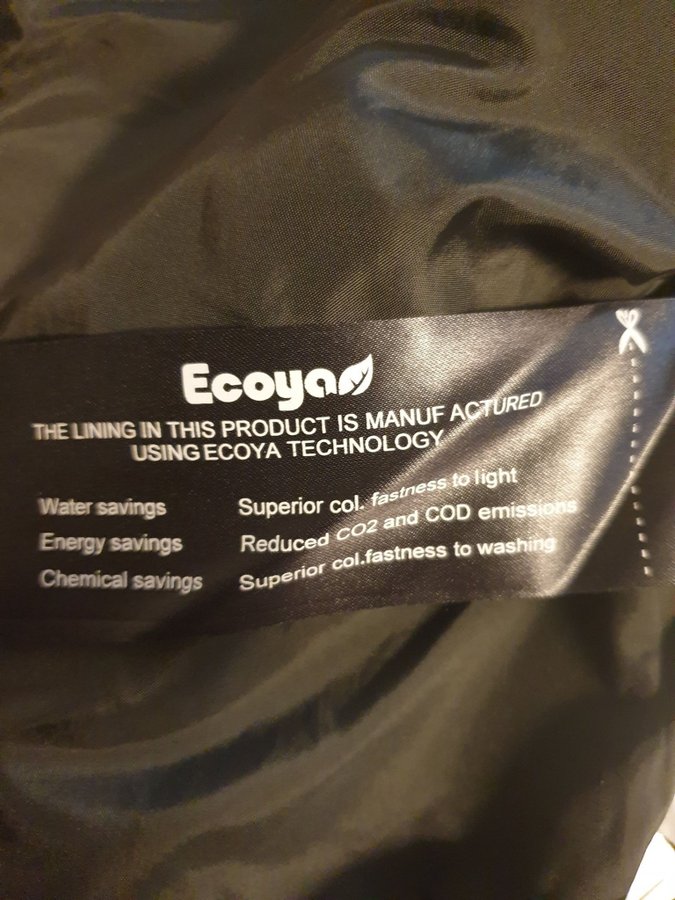 Ecoya
THE LINING IN THIS PRODUCT IS MANUF ACTURED
USING ECOYA TECHNOLOGY
Water savings Superior col. fastness to light
Energy savings Reduced CO2 and COD emissions
Chemical savings Superior col.fastness to washing